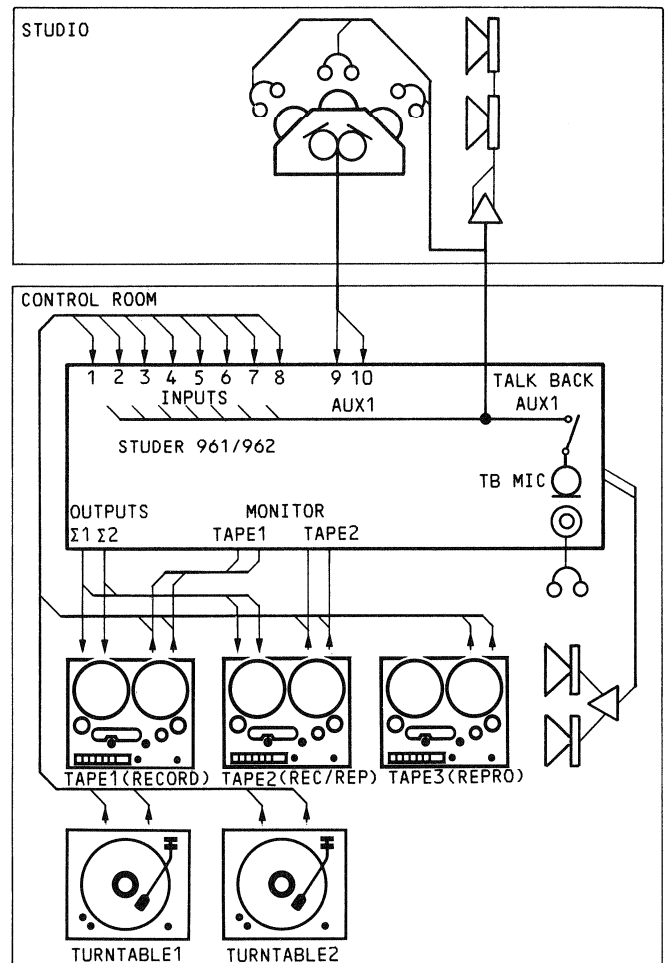 STUDIO
CONTROL ROOM
1 2 3 4 5 6 7 8 9 10
INPUTS
AUX1
TALK BACK
AUX1
STUDER 961/962
TB MIC
OUTPUTS
Σ1 Σ2
MONITOR
TAPE1 TAPE2
TAPE1(RECORD) TAPE2(REC/REP) TAPE3(REPRO)
TURNTABLE1 TURNTABLE2